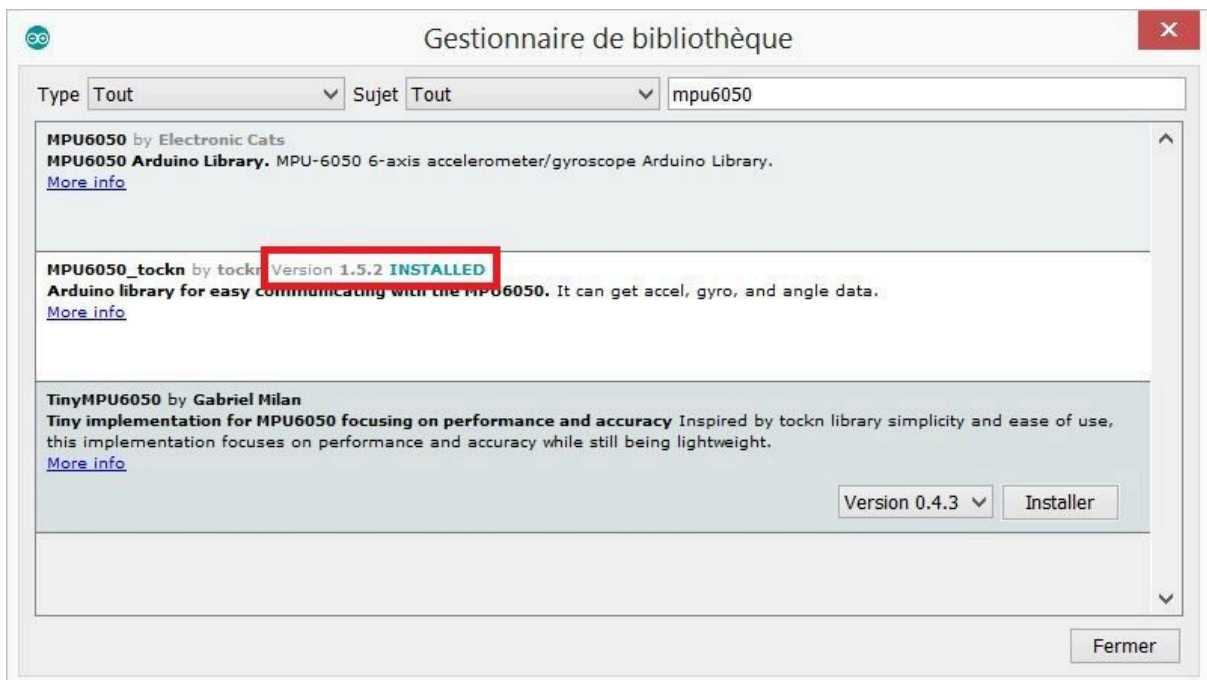 Gestionnaire de bibliothèque
Type Tout Sujet Tout mpu6050
MPU6050 by Electronic Cats
MPU6050 Arduino Library. MPU-6050 6-axis accelerometer/gyroscope Arduino Library.
More info
MPU6050_tockn by tockn Version 1.5.2 INSTALLED
Arduino library for easy communicating with the MPU6050. It can get accel, gyro, and angle data.
More info
TinyMPU6050 by Gabriel Milan
Tiny implementation for MPU6050 focusing on performance and accuracy Inspired by tockn library simplicity and ease of use,
this implementation focuses on performance and accuracy while still being lightweight.
More info
Version 0.4.3 Installer
Fermer